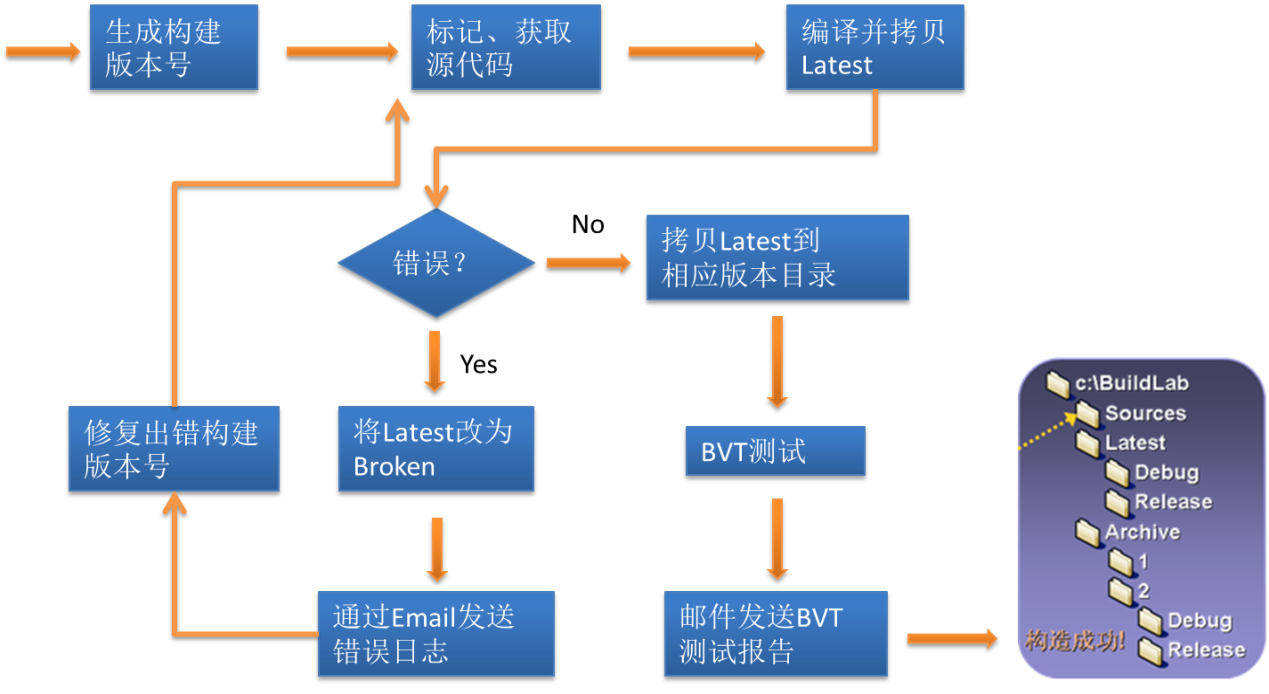 生成构建
版本号
标记、获取
源代码
编译并拷贝
Latest
错误？
No
拷贝Latest到
相应版本目录
Yes
修复出错构建
版本号
将Latest改为
Broken
BVT测试
通过Email发送
错误日志
邮件发送BVT
测试报告
c:\BuildLab
Sources
Latest
Debug
Release
Archive
1
2
Debug
Release
构造成功!